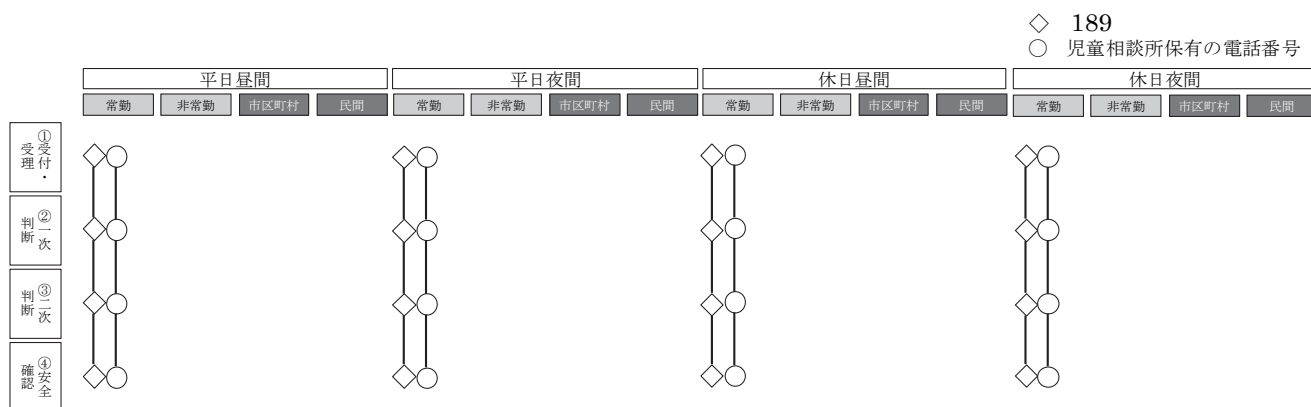 ◇ 189
○ 児童相談所保有の電話番号
平日昼間 平日夜間 休日昼間 休日夜間
常勤 非常勤 市区町村 民間 常勤 非常勤 市区町村 民間 常勤 非常勤 市区町村 民間 常勤 非常勤 市区町村 民間
①受付・
受理
②一次
判断
③二次
判断
④安全
確認